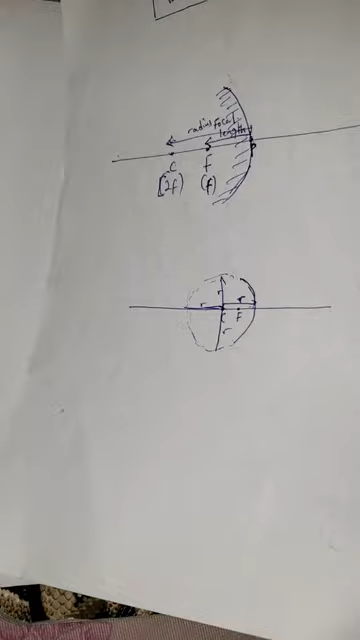 radius focal
length
P
C f
[2f) (f)
r
r r
C f
r